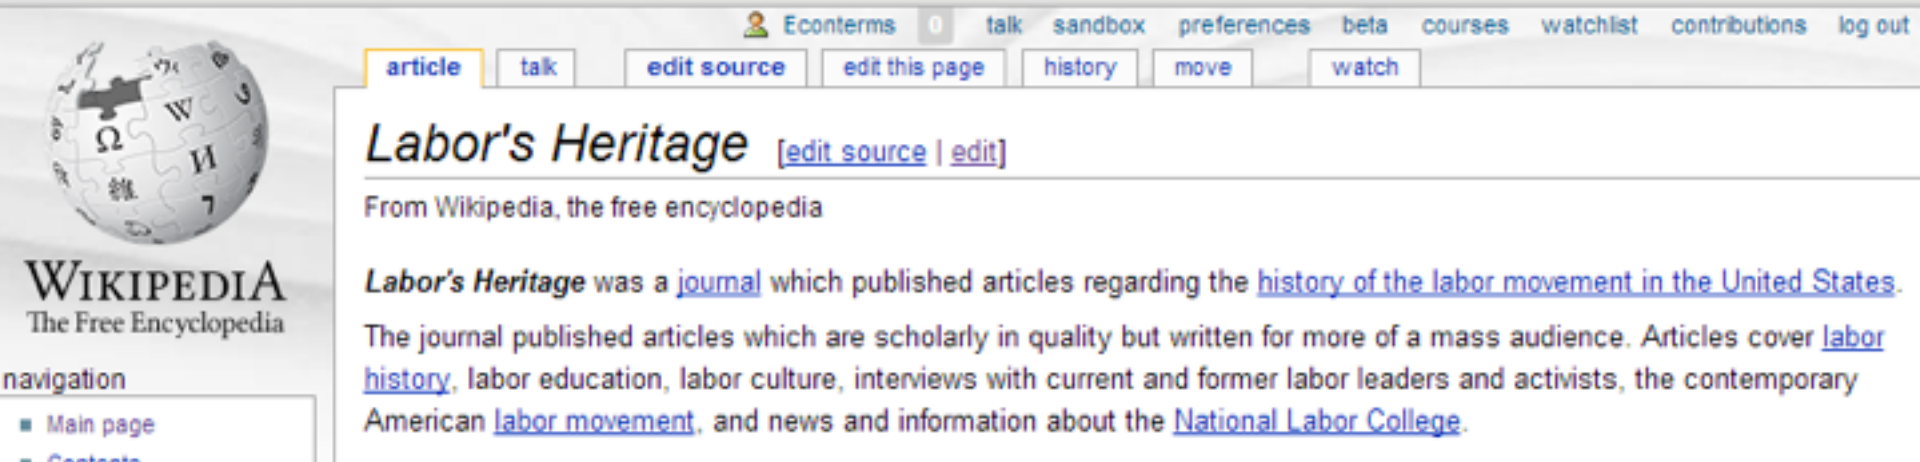 Econterms 0 talk sandbox preferences beta courses watchlist contributions log out
article talk edit source edit this page history move watch
Labor's Heritage [edit source | edit]
From Wikipedia, the free encyclopedia
Labor's Heritage was a journal which published articles regarding the history of the labor movement in the United States.
The journal published articles which are scholarly in quality but written for more of a mass audience. Articles cover labor
history, labor education, labor culture, interviews with current and former labor leaders and activists, the contemporary
American labor movement, and news and information about the National Labor College.
Ω W И 維 7
WIKIPEDIA
The Free Encyclopedia
navigation
Main page